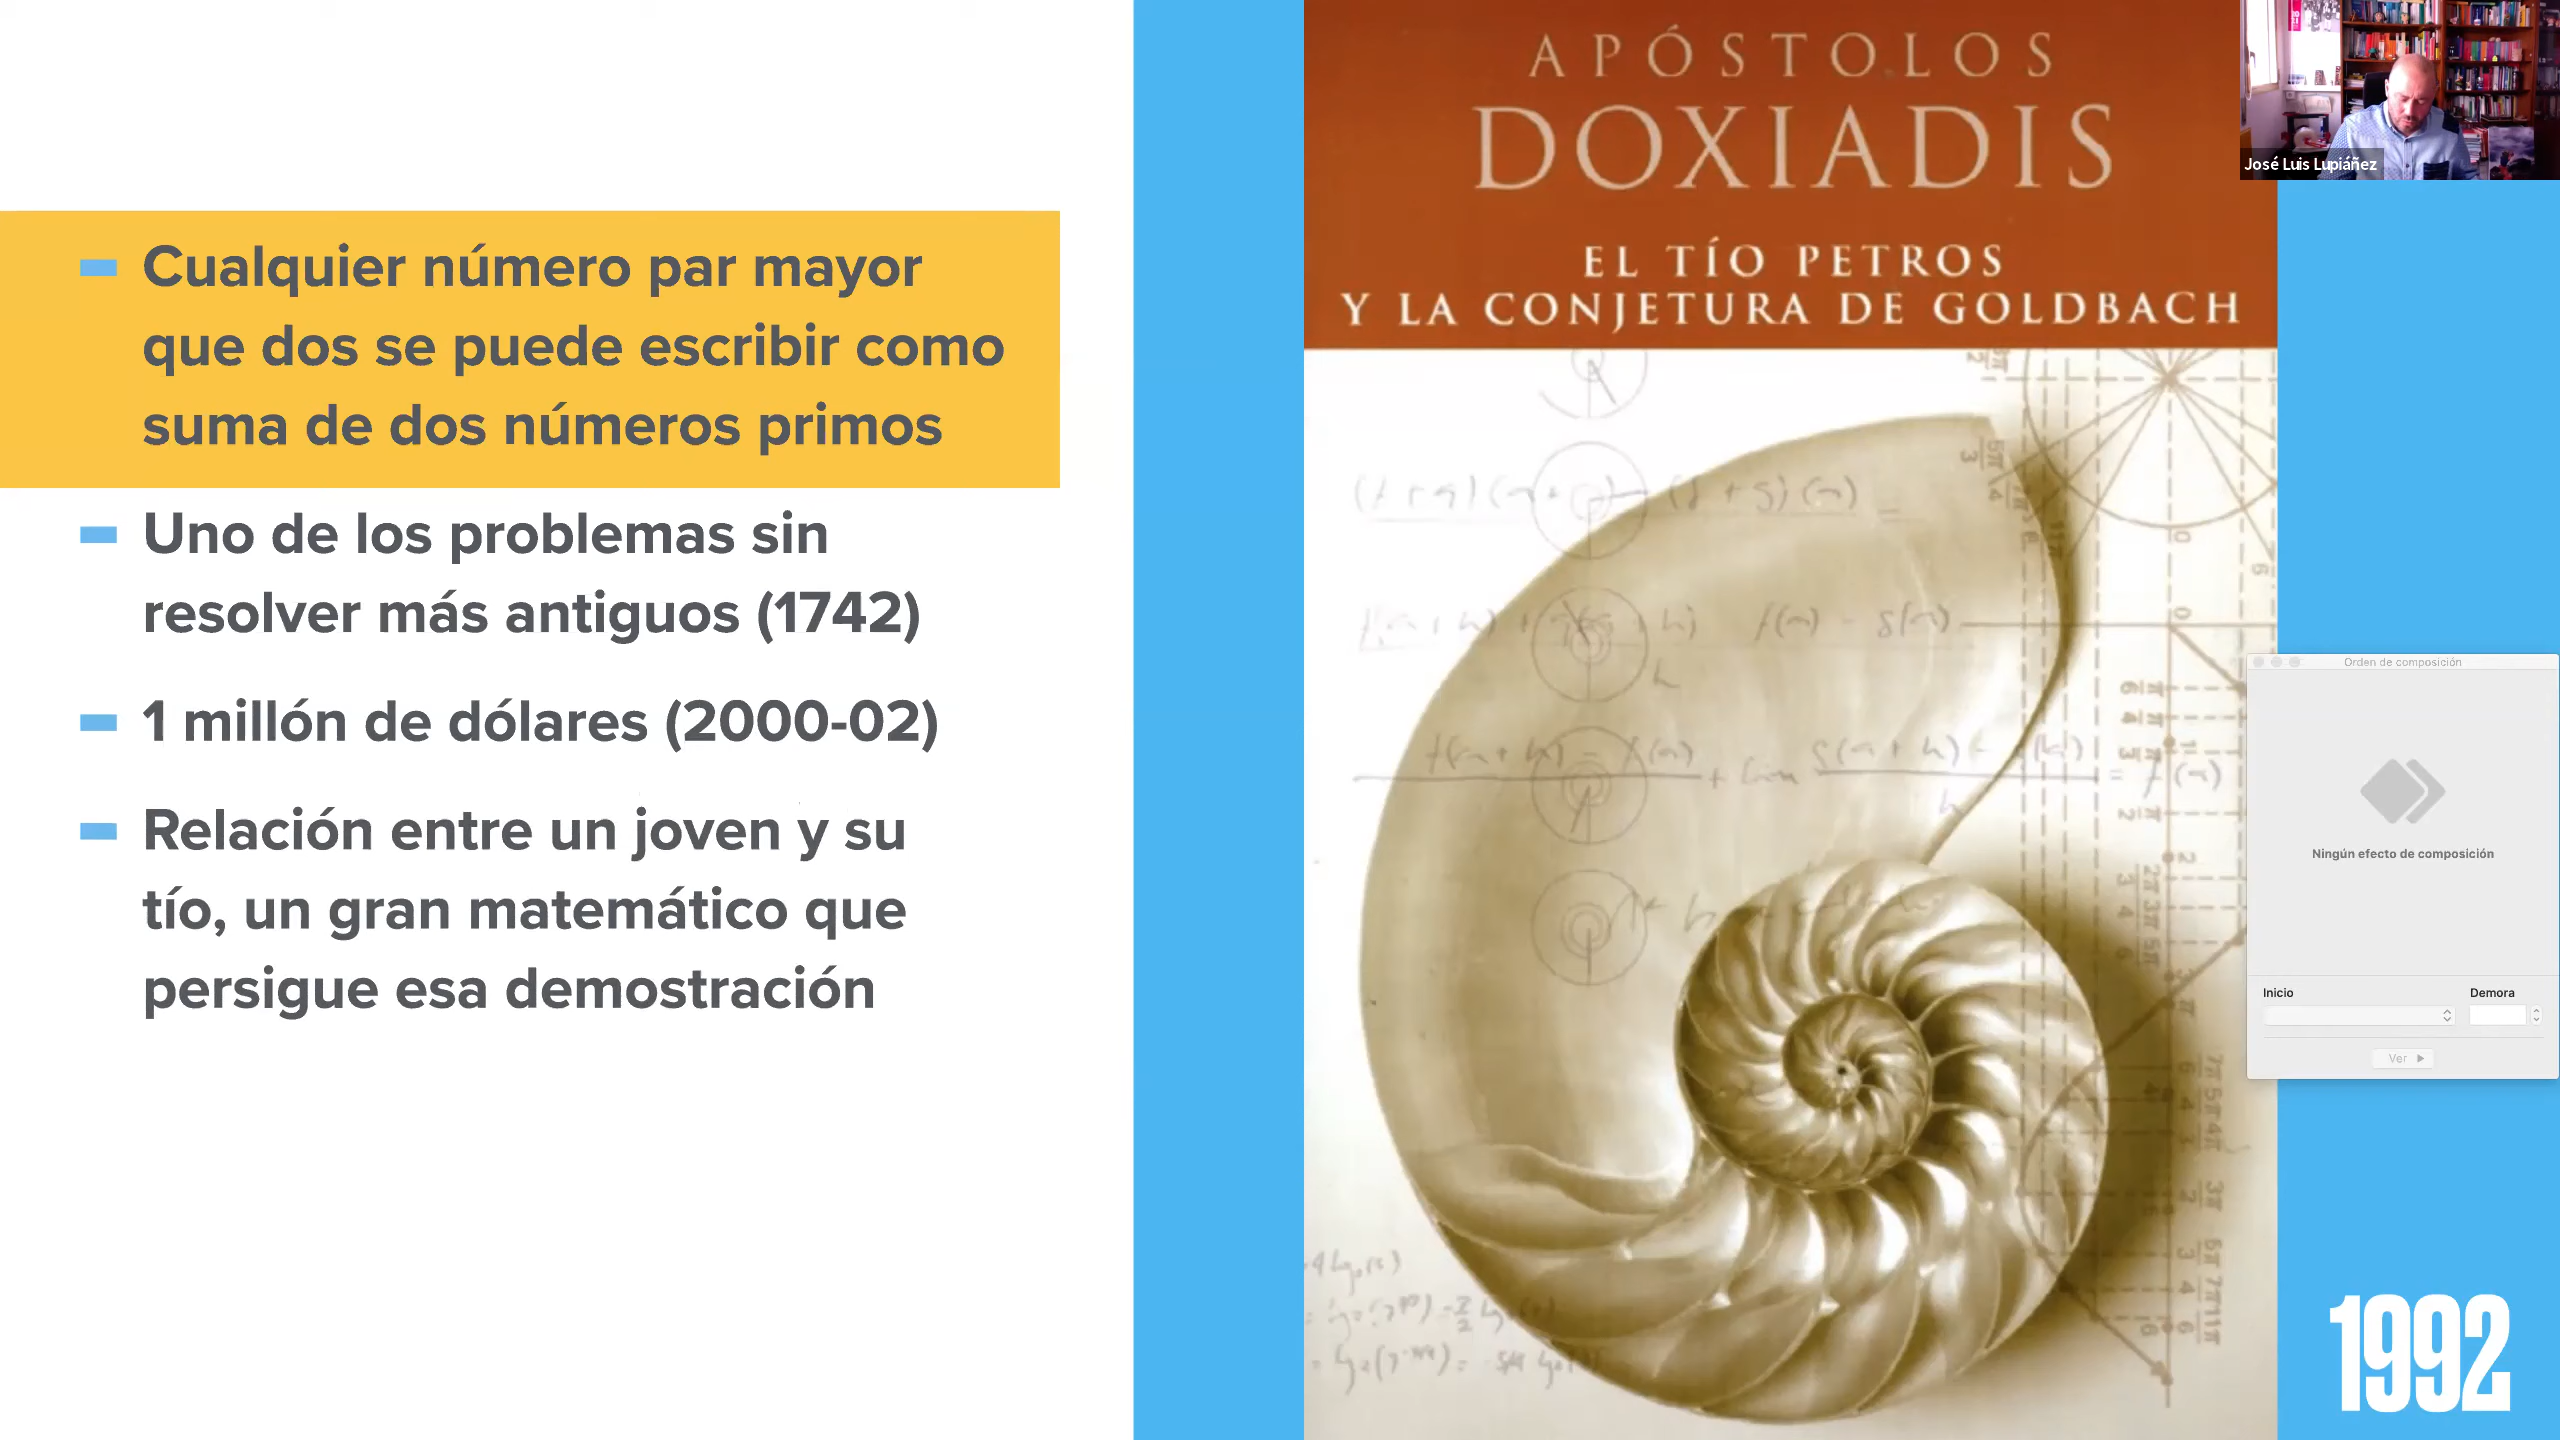 Cualquier número par mayor
que dos se puede escribir como
suma de dos números primos
Uno de los problemas sin
resolver más antiguos (1742)
1 millón de dólares (2000-02)
Relación entre un joven y su
tío, un gran matemático que
persigue esa demostración
APÓSTOLOS
DOXIADIS
EL TÍO PETROS
Y LA CONJETURA DE GOLDBACH
José Luis Lupiáñez
Orden de composición
Ningún efecto de composición
Inicio
Demora
Ver
1992